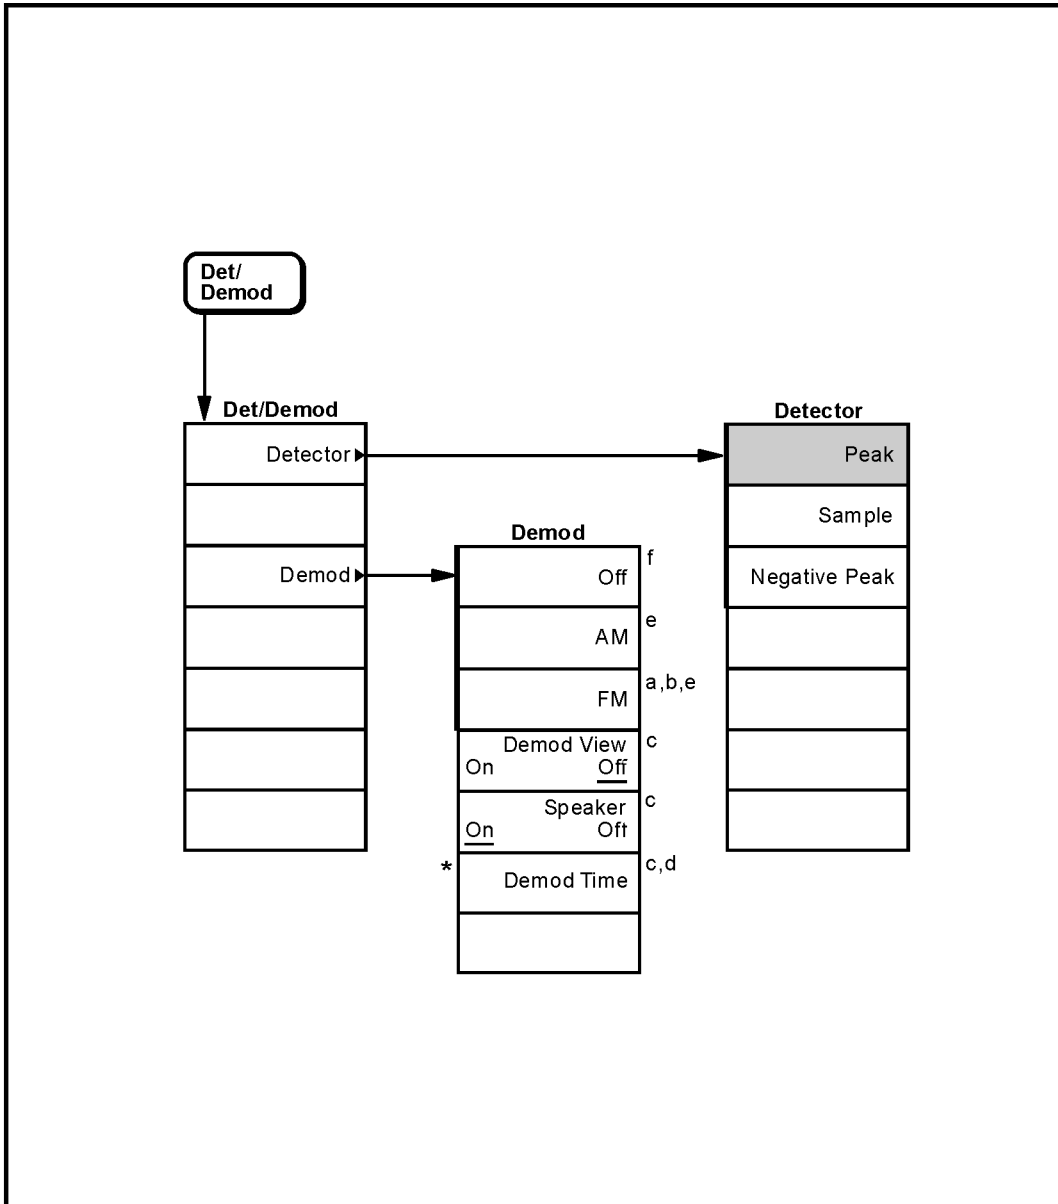 Det/
Demod
Det/Demod
Detector
Demod
Demod
Off
f
AM
e
FM
a,b,e
Demod View
On Off
c
Speaker
On Oft
c
*
Demod Time
c,d
Detector
Peak
Sample
Negative Peak